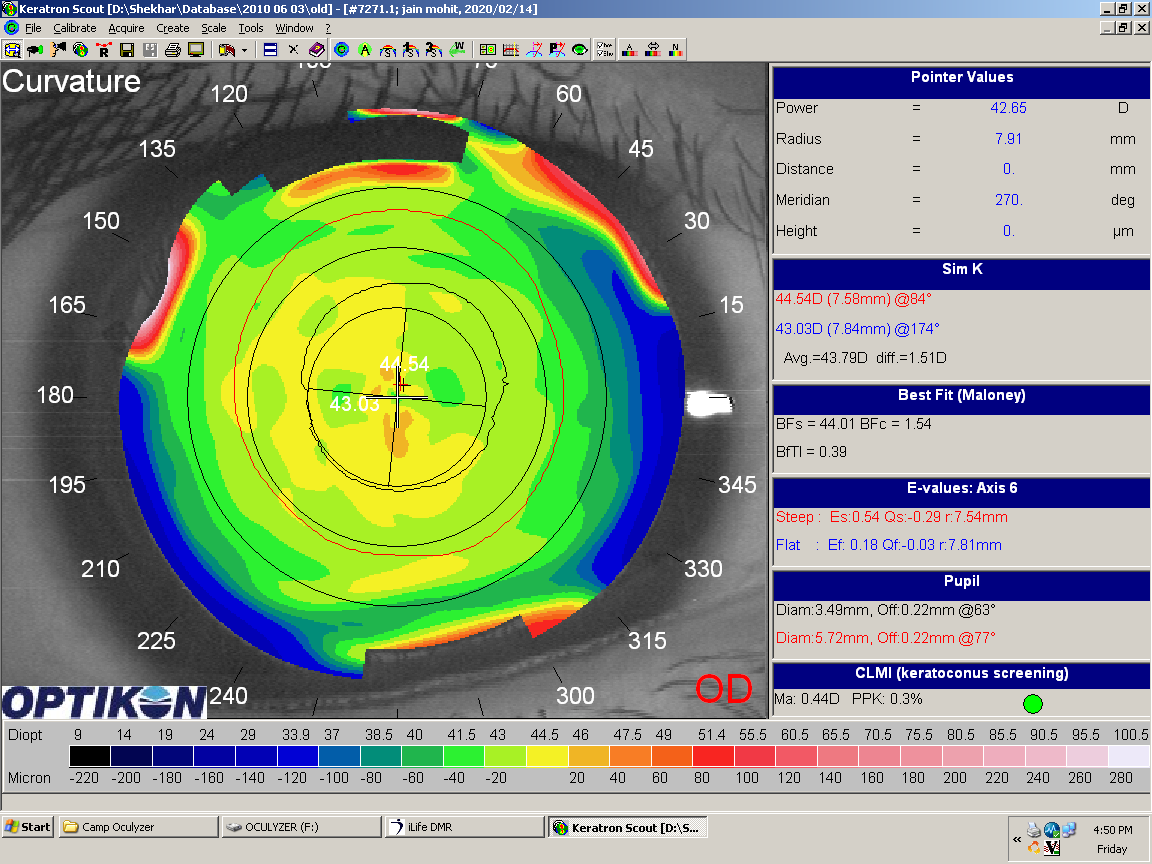 Keratron Scout [D:\Shekhar\Database\2010 06 03\old] - [#7271.1; jain mohit, 2020/02/14]
File Calibrate Acquire Create Scale Tools Window ?
Curvature
120
60
135
45
150
30
165
15
180
195
345
210
330
225
315
240
300
44.54
43.03
OPTIKON
OD
Pointer Values
Power = 42.65 D
Radius = 7.91 mm
Distance = 0. mm
Meridian = 270. deg
Height = 0. µm
Sim K
44.54D (7.58mm) @84°
43.03D (7.84mm) @174°
Avg.=43.79D diff.=1.51D
Best Fit (Maloney)
BFs = 44.01 BFc = 1.54
BfTI = 0.39
E-values: Axis 6
Steep : Es:0.54 Qs:-0.29 r:7.54mm
Flat : Ef: 0.18 Qf:-0.03 r:7.81mm
Pupil
Diam:3.49mm, Off:0.22mm @63°
Diam:5.72mm, Off:0.22mm @77°
CLMI (keratoconus screening)
Ma: 0.44D PPK: 0.3%
Diopt 9 14 19 24 29 33.9 37 38.5 40 41.5 43 44.5 46 47.5 49 51.4 55.5 60.5 65.5 70.5 75.5 80.5 85.5 90.5 95.5 100.5
Micron -220 -200 -180 -160 -140 -120 -100 -80 -60 -40 -20 20 40 60 80 100 120 140 160 180 200 220 240 260 280
Start Camp Oculyzer OCULYZER (F:) iLife DMR Keratron Scout [D:\S... 4:50 PM
Friday